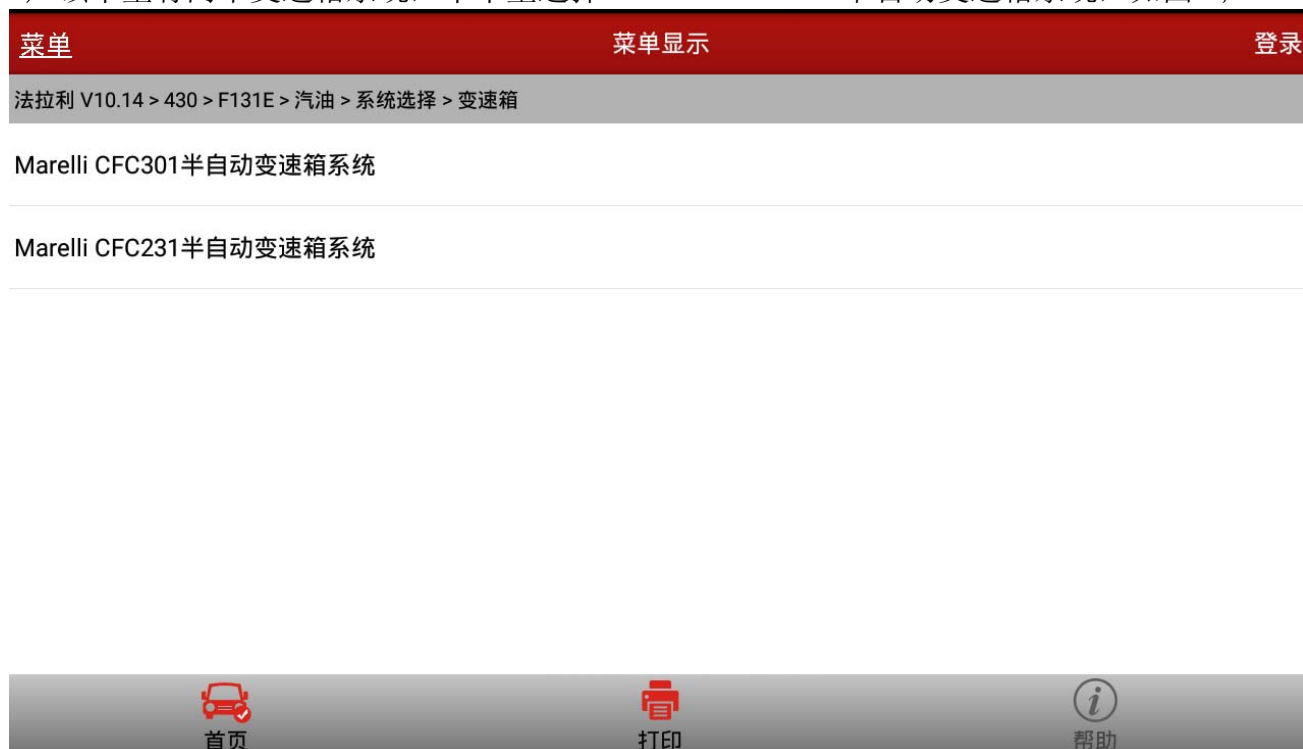 菜单 菜单显示 登录
法拉利 V10.14 > 430 > F131E > 汽油 > 系统选择 > 变速箱
Marelli CFC301半自动变速箱系统
Marelli CFC231半自动变速箱系统
首页 打印 帮助